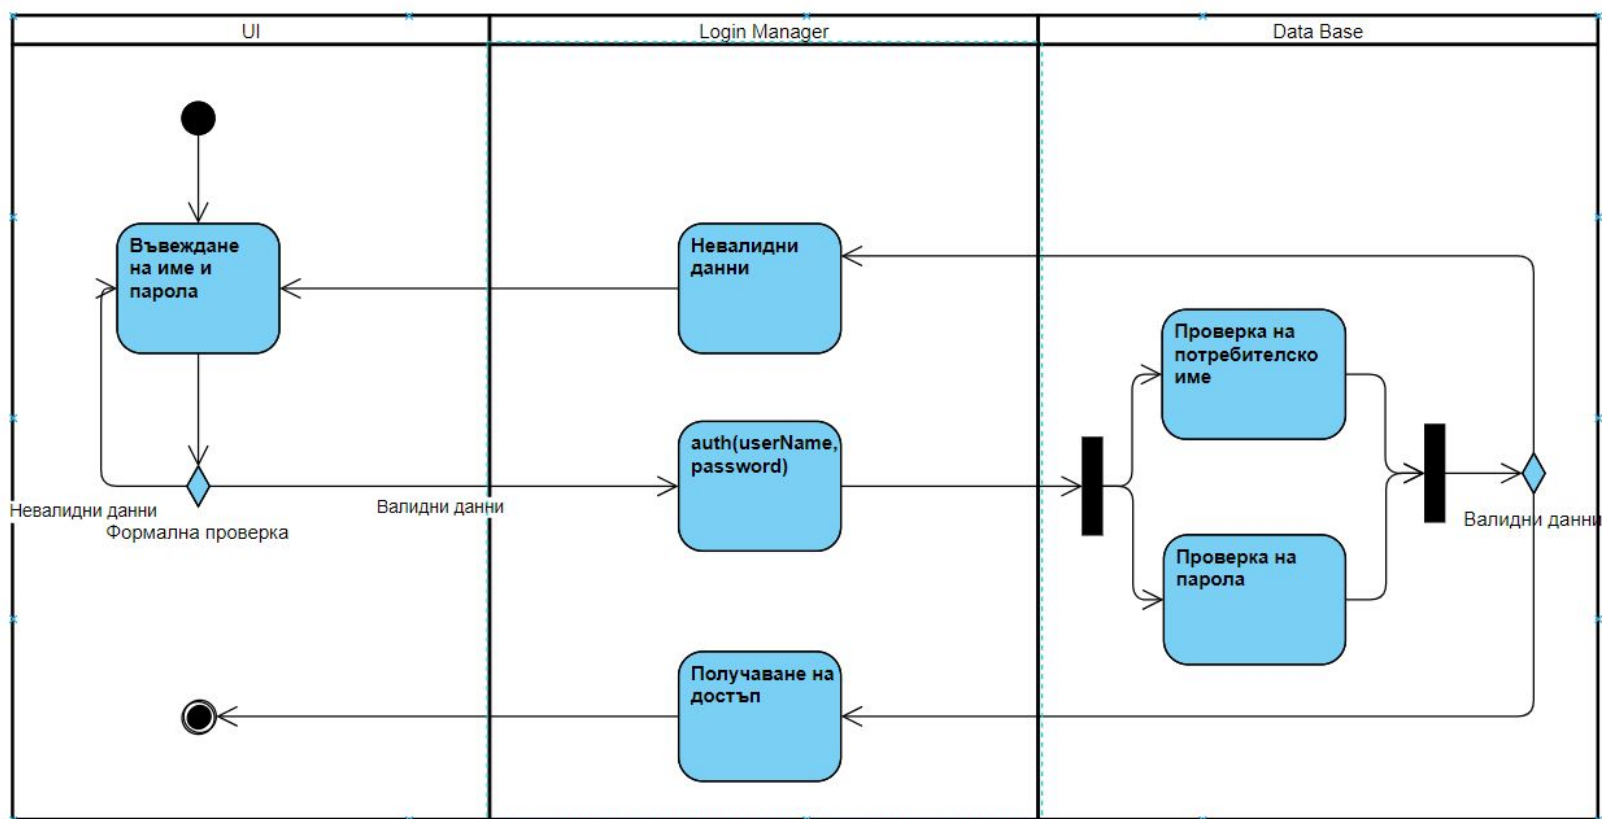 UI
Login Manager
Data Base
Въвеждане
на име и
парола
Невалидни
данни
Проверка на
потребителско
име
auth(userName,
password)
Невалидни данни
Формална проверка
Валидни данни
Валидни данни
Проверка на
парола
Получаване на
достъп